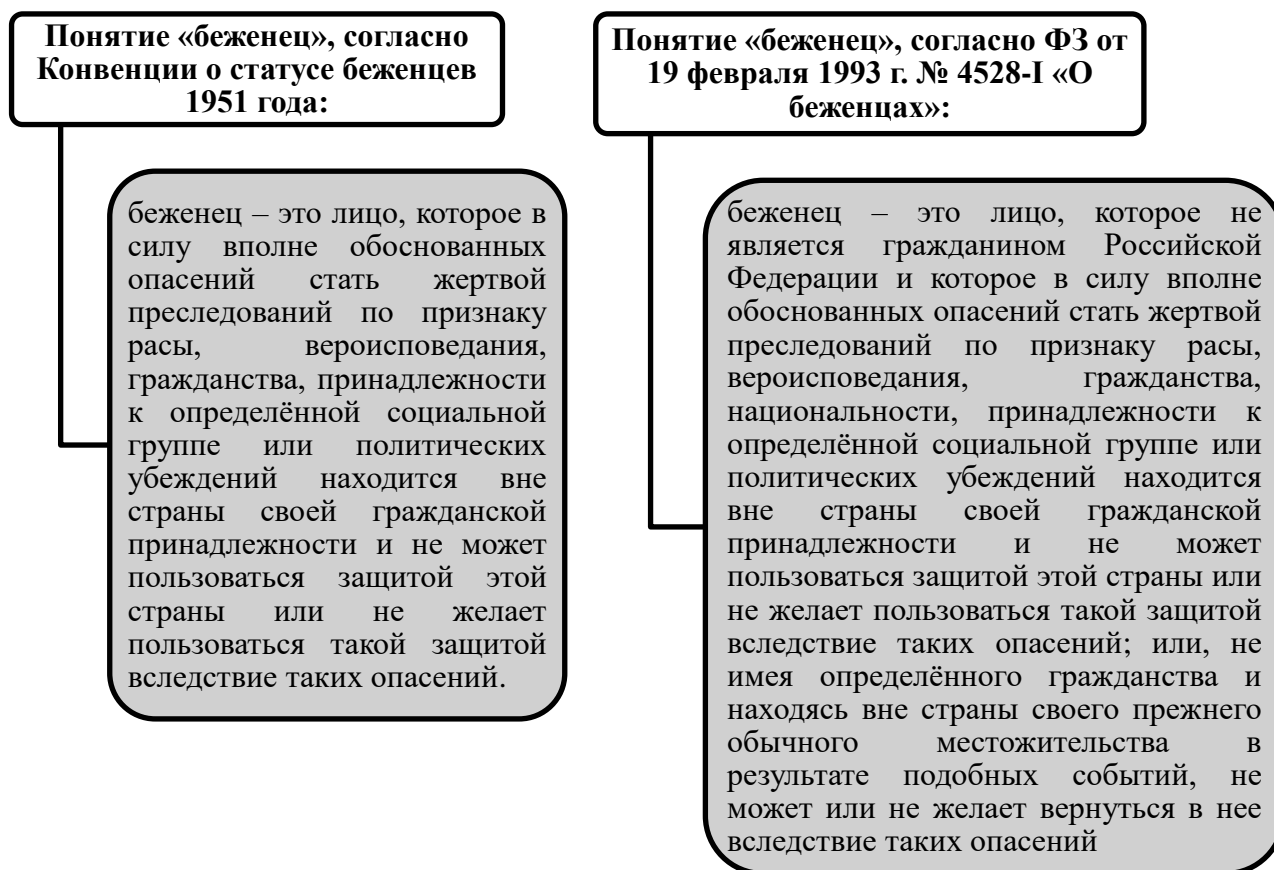 Понятие «беженец», согласно
Конвенции о статусе беженцев
1951 года:
беженец – это лицо, которое в
силу вполне обоснованных
опасений стать жертвой
преследований по признаку
расы, вероисповедания,
гражданства, принадлежности
к определённой социальной
группе или политических
убеждений находится вне
страны своей гражданской
принадлежности и не может
пользоваться защитой этой
страны или не желает
пользоваться такой защитой
вследствие таких опасений.
Понятие «беженец», согласно ФЗ от
19 февраля 1993 г. № 4528-I «О
беженцах»:
беженец – это лицо, которое не
является гражданином Российской
Федерации и которое в силу вполне
обоснованных опасений стать жертвой
преследований по признаку расы,
вероисповедания, гражданства,
национальности, принадлежности к
определённой социальной группе или
политических убеждений находится
вне страны своей гражданской
принадлежности и не может
пользоваться защитой этой страны или
не желает пользоваться такой защитой
вследствие таких опасений; или, не
имея определённого гражданства и
находясь вне страны своего прежнего
обычного местожительства в
результате подобных событий, не
может или не желает вернуться в нее
вследствие таких опасений